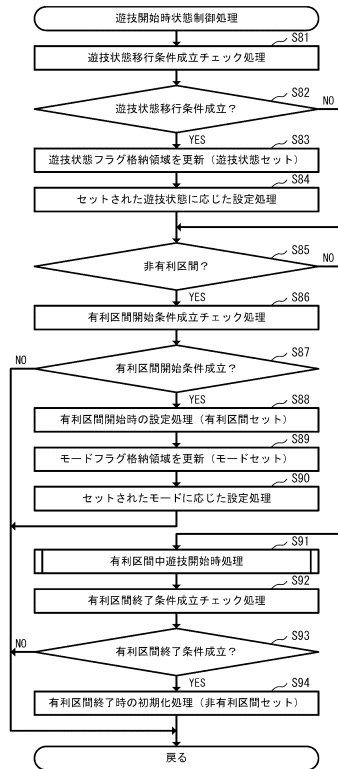 遊技開始時状態制御処理
S81
遊技状態移行条件成立チェック処理
S82
遊技状態移行条件成立？
NO
YES
S83
遊技状態フラグ格納領域を更新（遊技状態セット）
S84
セットされた遊技状態に応じた設定処理
S85
非有利区間？
NO
YES
S86
有利区間開始条件成立チェック処理
S87
NO
有利区間開始条件成立？
YES
S88
有利区間開始時の設定処理（有利区間セット）
S89
モードフラグ格納領域を更新（モードセット）
S90
セットされたモードに応じた設定処理
S91
有利区間中遊技開始時処理
S92
有利区間終了条件成立チェック処理
S93
NO
有利区間終了条件成立？
YES
S94
有利区間終了時の初期化処理（非有利区間セット）
戻る